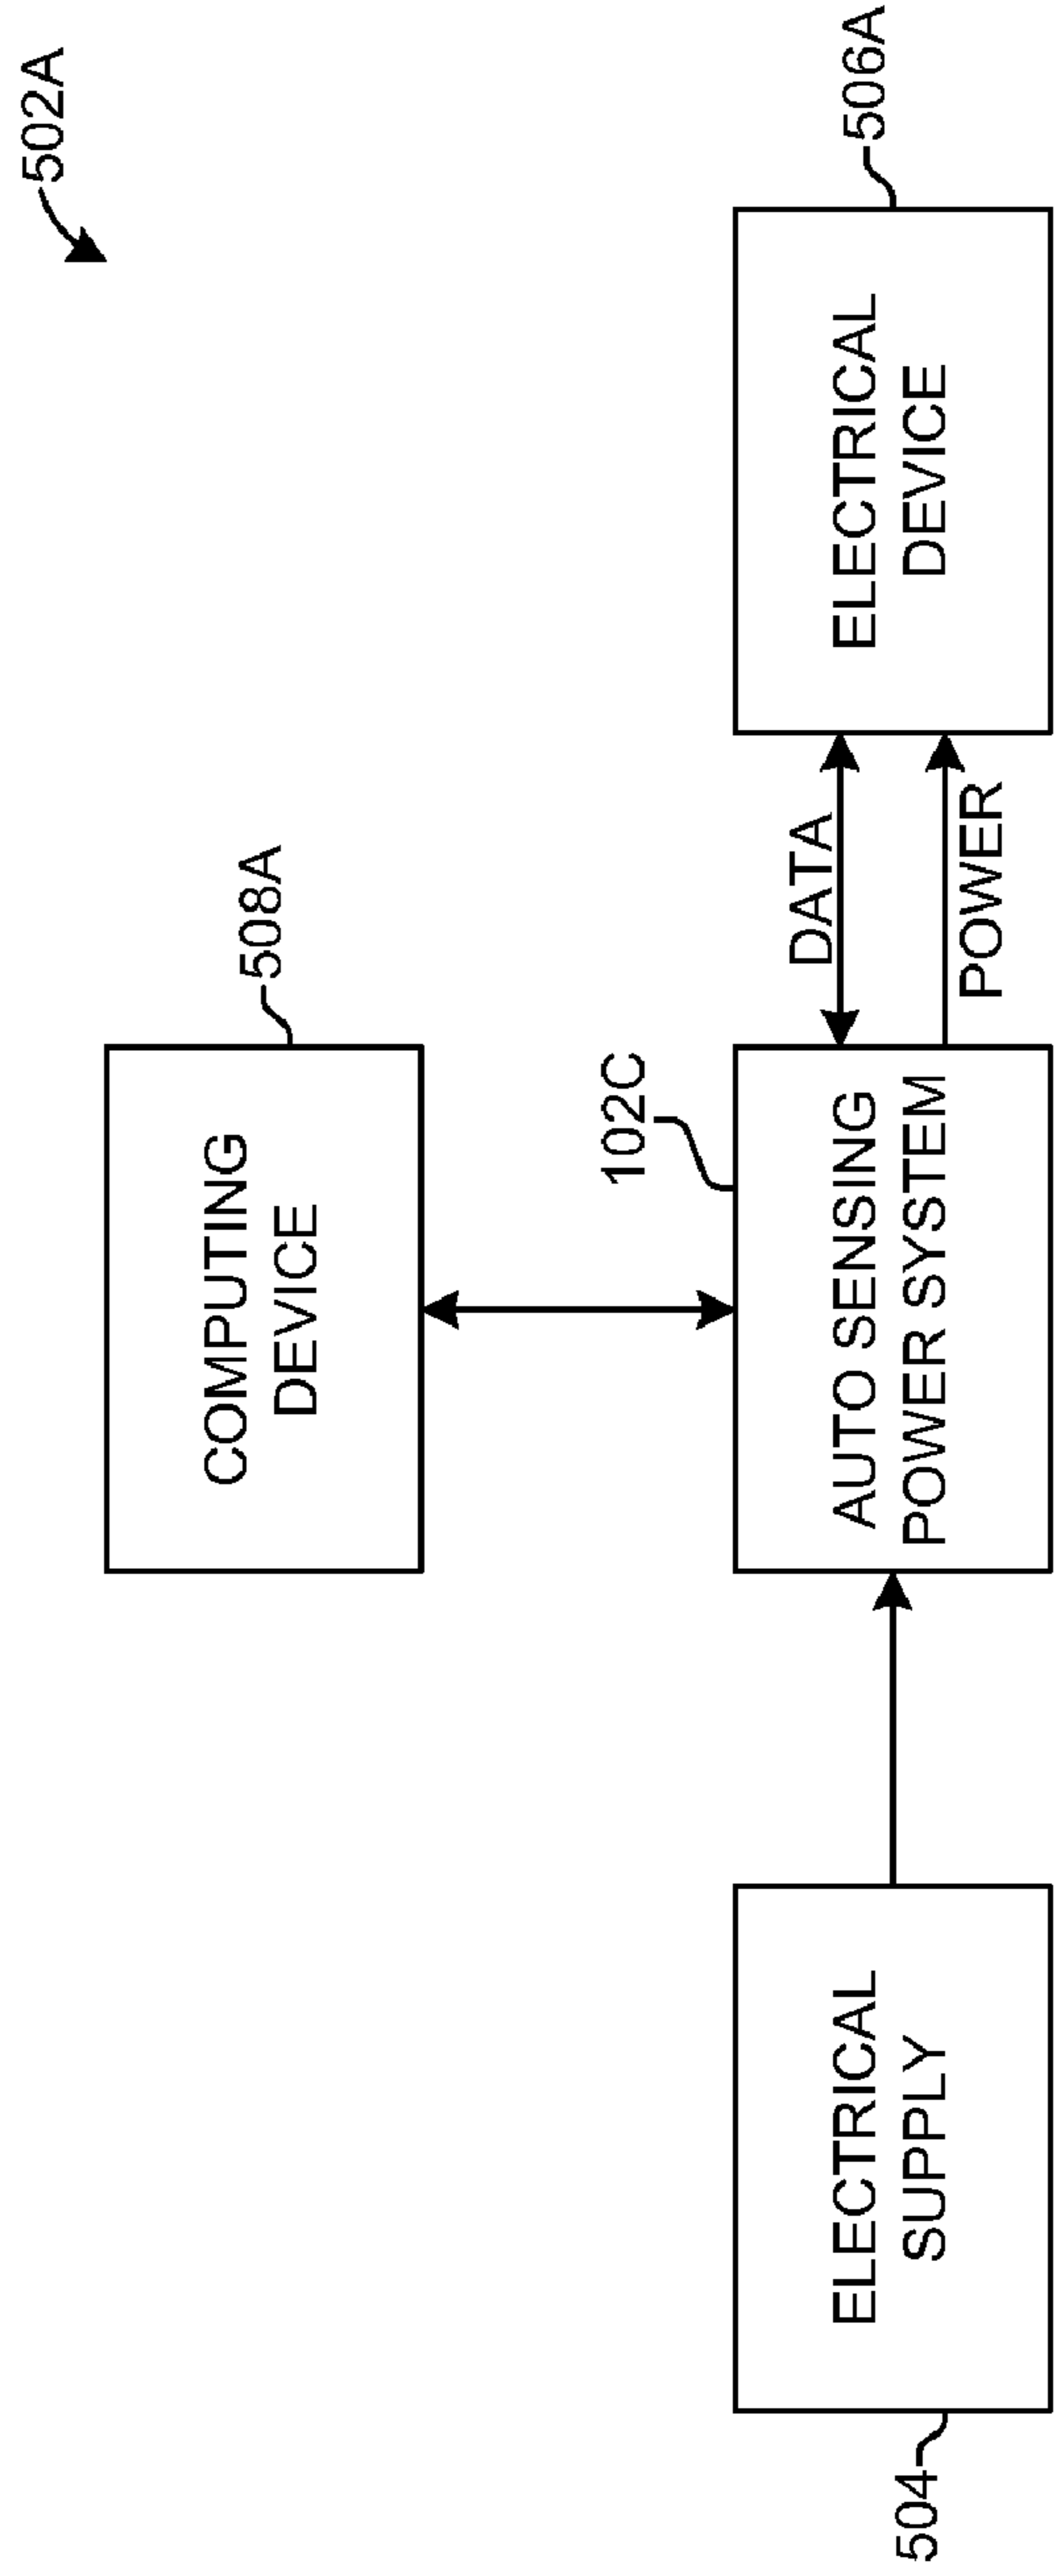 502A
COMPUTING
DEVICE
508A
102C
ELECTRICAL
SUPPLY
504
AUTO SENSING
POWER SYSTEM
DATA
POWER
ELECTRICAL
DEVICE
506A